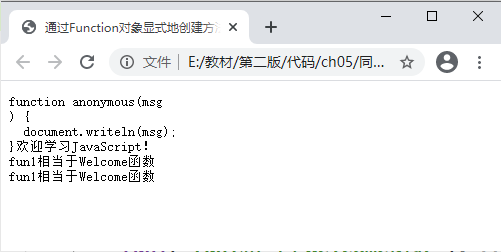 通过Function对象显式地创建方
文件
E:/教材/第二版/代码/ch05/同...
function anonymous(msg
) {
document.writeln(msg);
}欢迎学习JavaScript!
fun1相当于Welcome函数
fun1相当于Welcome函数